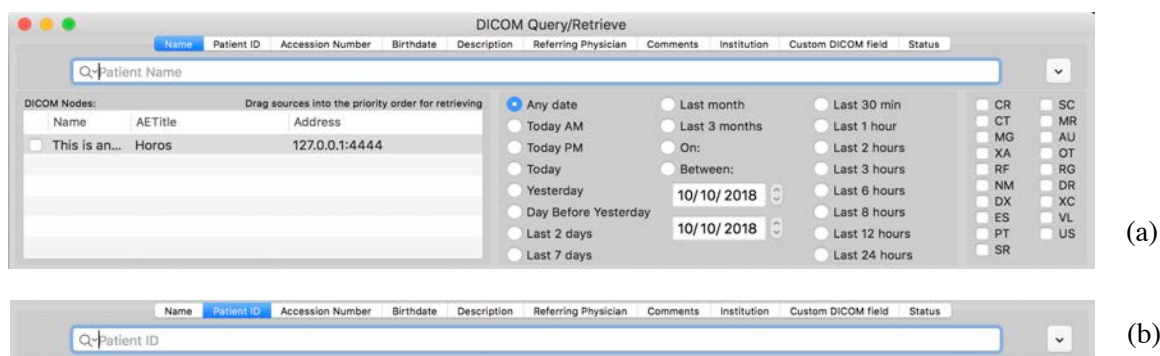 DICOM Query/Retrieve
Name Patient ID Accession Number Birthdate Description Referring Physician Comments Institution Custom DICOM field Status
Patient Name
DICOM Nodes: Drag sources into the priority order for retrieving
Name AETitle Address
This is an... Horos 127.0.0.1:4444
Any date Last month Last 30 min CR SC
Today AM Last 3 months Last 1 hour CT MR
Today PM On: Last 2 hours MG AU
Today Between: Last 3 hours XA OT
Yesterday 10/10/2018 Last 6 hours RF RG
Day Before Yesterday Last 8 hours NM DR
Last 2 days 10/10/2018 Last 12 hours DX XC
Last 7 days Last 24 hours ES VL
PT US
SR
(a)
Name Patient ID Accession Number Birthdate Description Referring Physician Comments Institution Custom DICOM field Status
Patient ID
(b)